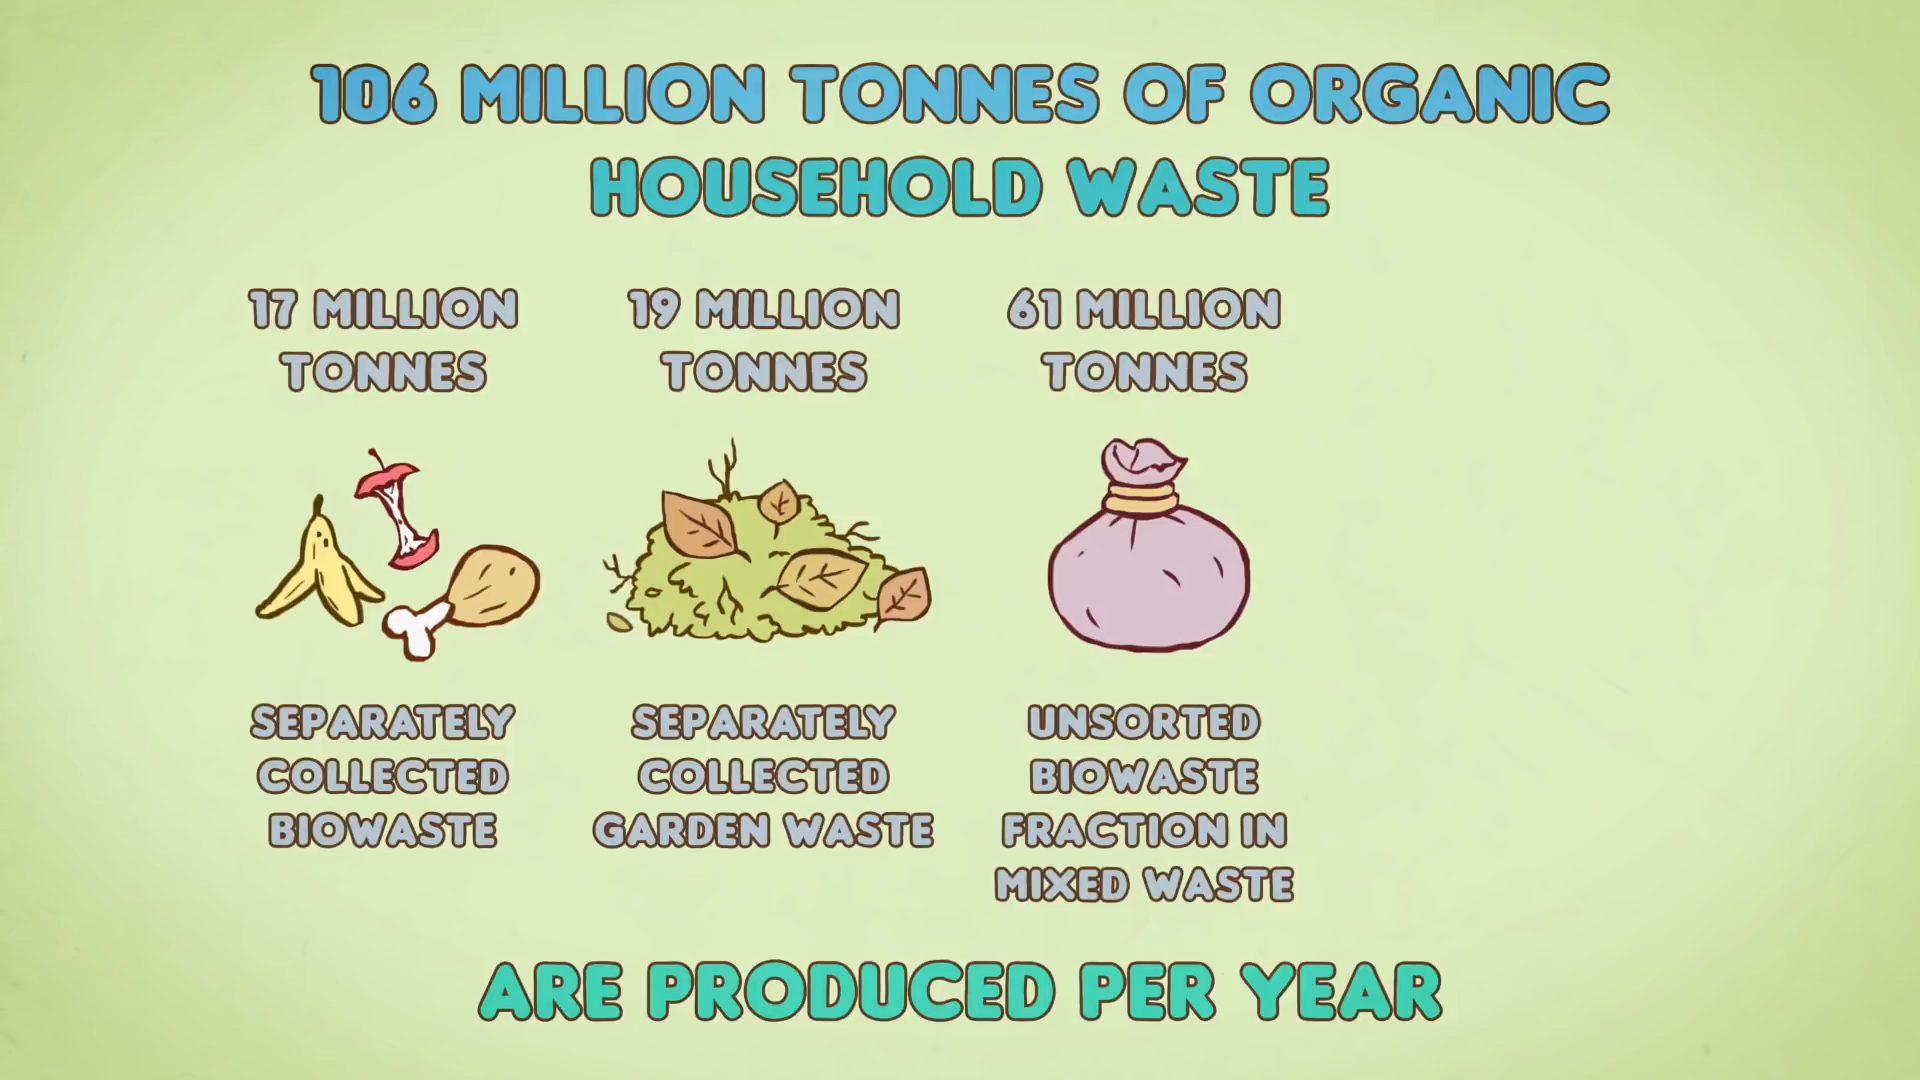 106 MILLION TONNES OF ORGANIC
HOUSEHOLD WASTE
17 MILLION
TONNES
SEPARATELY
COLLECTED
BIOWASTE
19 MILLION
TONNES
SEPARATELY
COLLECTED
GARDEN WASTE
61 MILLION
TONNES
UNSORTED
BIOWASTE
FRACTION IN
MIXED WASTE
ARE PRODUCED PER YEAR